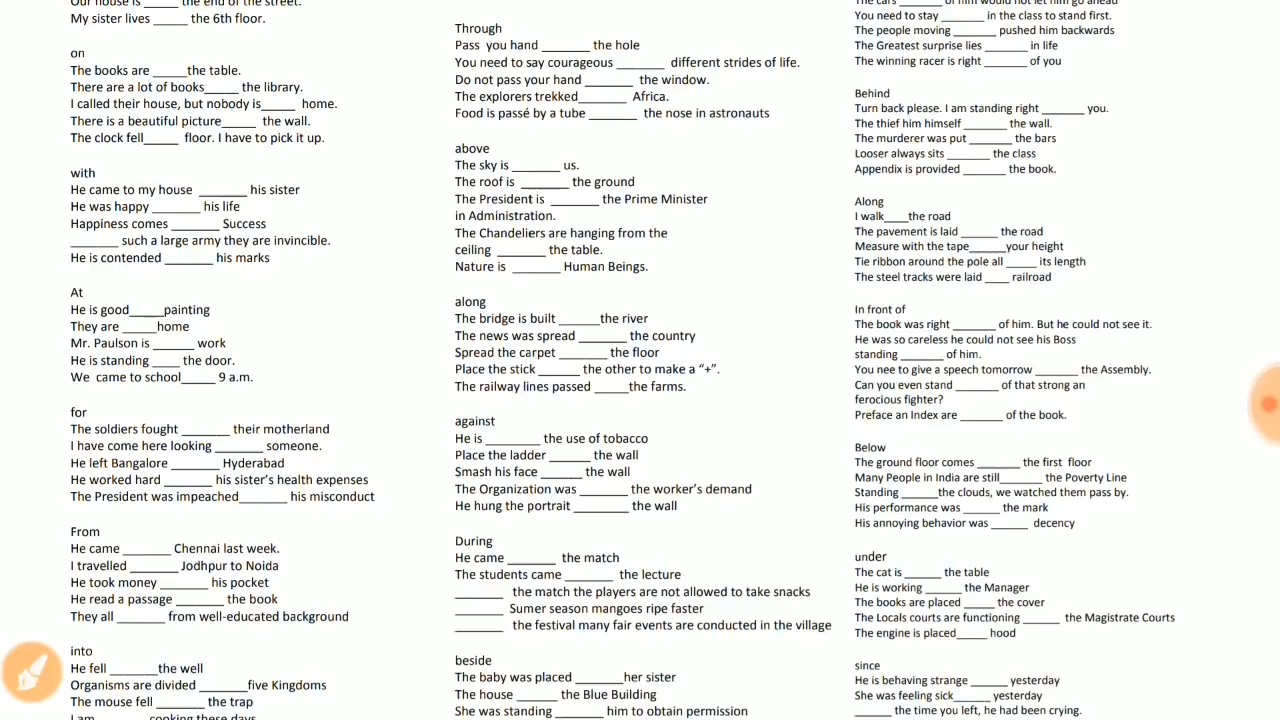 Our house is _____ the end of the street.
My sister lives _____ the 6th floor.
on
The books are _____the table.
There are a lot of books_____ the library.
I called their house, but nobody is_____ home.
There is a beautiful picture_____ the wall.
The clock fell_____ floor. I have to pick it up.
with
He came to my house _______ his sister
He was happy _______ his life
Happiness comes _______ Success
_______ such a large army they are invincible.
He is contended _______ his marks
At
He is good_____painting
They are _____home
Mr. Paulson is ______ work
He is standing ____ the door.
We came to school_____ 9 a.m.
for
The soldiers fought _______ their motherland
I have come here looking _______ someone.
He left Bangalore _______ Hyderabad
He worked hard _______ his sister's health expenses
The President was impeached_______ his misconduct
From
He came _______ Chennai last week.
I travelled _______ Jodhpur to Noida
He took money _______ his pocket
He read a passage _______ the book
They all _______ from well-educated background
into
He fell _______the well
Organisms are divided _______five Kingdoms
The mouse fell _______ the trap
I am _______ cooking these days
Through
Pass you hand _______ the hole
You need to say courageous _______ different strides of life.
Do not pass your hand _______ the window.
The explorers trekked_______ Africa.
Food is passé by a tube _______ the nose in astronauts
above
The sky is _______ us.
The roof is _______ the ground
The President is _______ the Prime Minister
in Administration.
The Chandeliers are hanging from the
ceiling _______ the table.
Nature is _______ Human Beings.
along
The bridge is built ______the river
The news was spread _______ the country
Spread the carpet _______ the floor
Place the stick ______ the other to make a “+”.
The railway lines passed ____the farms.
against
He is ________ the use of tobacco
Place the ladder ______ the wall
Smash his face ______ the wall
The Organization was _______ the worker's demand
He hung the portrait ________ the wall
During
He came _______ the match
The students came _______ the lecture
_______ the match the players are not allowed to take snacks
_______ Sumer season mangoes ripe faster
_______ the festival many fair events are conducted in the village
beside
The baby was placed _______her sister
The house ______ the Blue Building
She was standing _______ him to obtain permission
The cars _______ of him would not let him go ahead
You need to stay _______ in the class to stand first.
The people moving _______ pushed him backwards
The Greatest surprise lies _______ in life
The winning racer is right _______ of you
Behind
Turn back please. I am standing right _______ you.
The thief him himself _______ the wall.
The murderer was put _______ the bars
Looser always sits _______ the class
Appendix is provided _______ the book.
Along
I walk____the road
The pavement is laid ______ the road
Measure with the tape______your height
Tie ribbon around the pole all _____ its length
The steel tracks were laid ____ railroad
In front of
The book was right _______ of him. But he could not see it.
He was so careless he could not see his Boss
standing _______ of him.
You nee to give a speech tomorrow _______ the Assembly.
Can you even stand _______ of that strong an
ferocious fighter?
Preface an Index are _______ of the book.
Below
The ground floor comes _______ the first floor
Many People in India are still_______ the Poverty Line
Standing ______the clouds, we watched them pass by.
His performance was ______ the mark
His annoying behavior was ______ decency
under
The cat is ______ the table
He is working ______ the Manager
The books are placed _____ the cover
The Locals courts are functioning ______ the Magistrate Courts
The engine is placed_____ hood
since
He is behaving strange ______ yesterday
She was feeling sick______ yesterday
_____ the time you left, he had been crying.